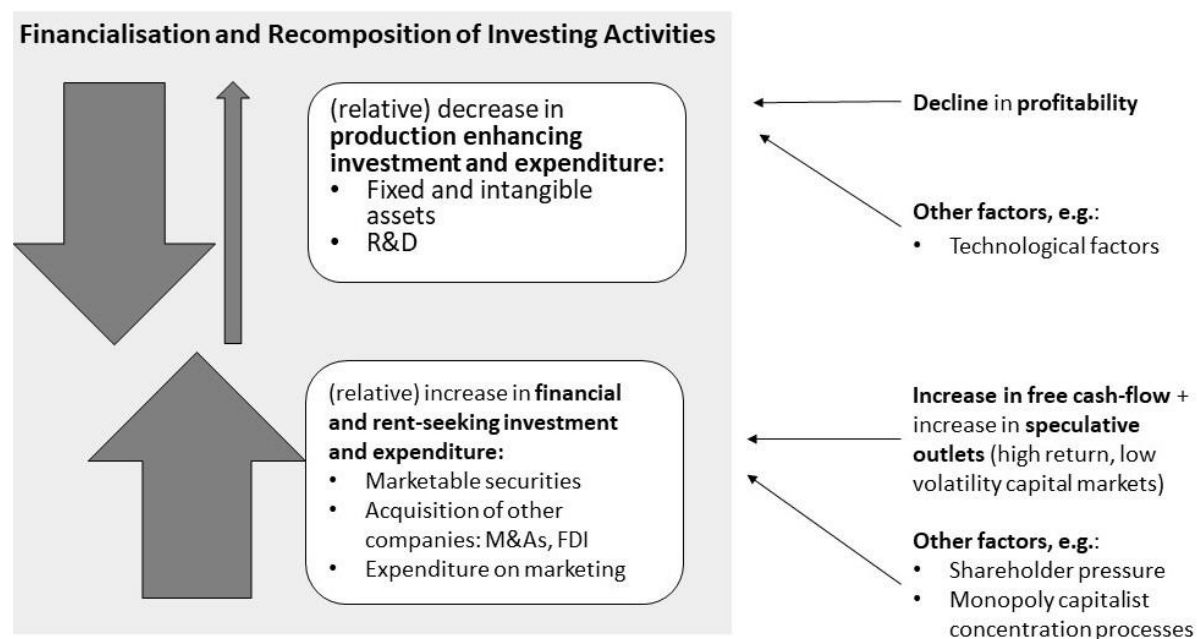 Financialisation and Recomposition of Investing Activities
(relative) decrease in
production enhancing
investment and expenditure:
• Fixed and intangible
assets
• R&D
Decline in profitability
Other factors, e.g.:
• Technological factors
(relative) increase in financial
and rent-seeking investment
and expenditure:
• Marketable securities
• Acquisition of other
companies: M&As, FDI
• Expenditure on marketing
Increase in free cash-flow +
increase in speculative
outlets (high return, low
volatility capital markets)
Other factors, e.g.:
• Shareholder pressure
• Monopoly capitalist
concentration processes